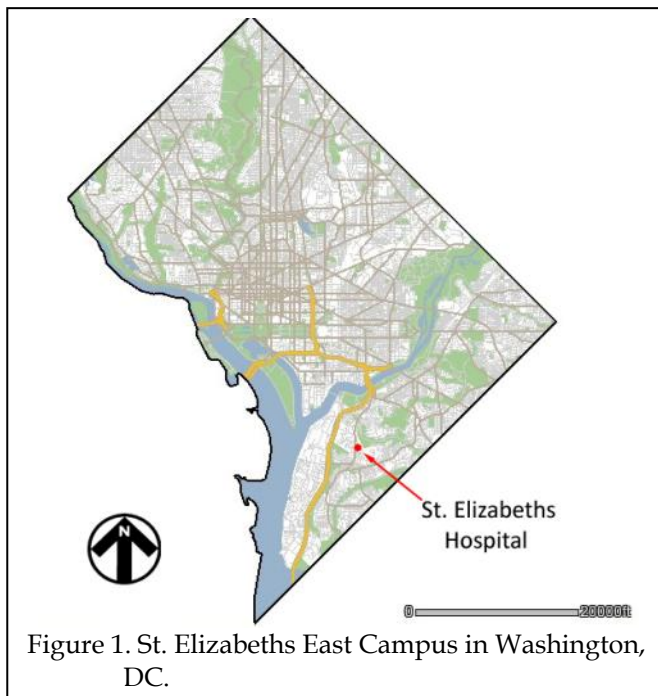 N
St. Elizabeths
Hospital
0 20000ft
Figure 1. St. Elizabeths East Campus in Washington,
DC.